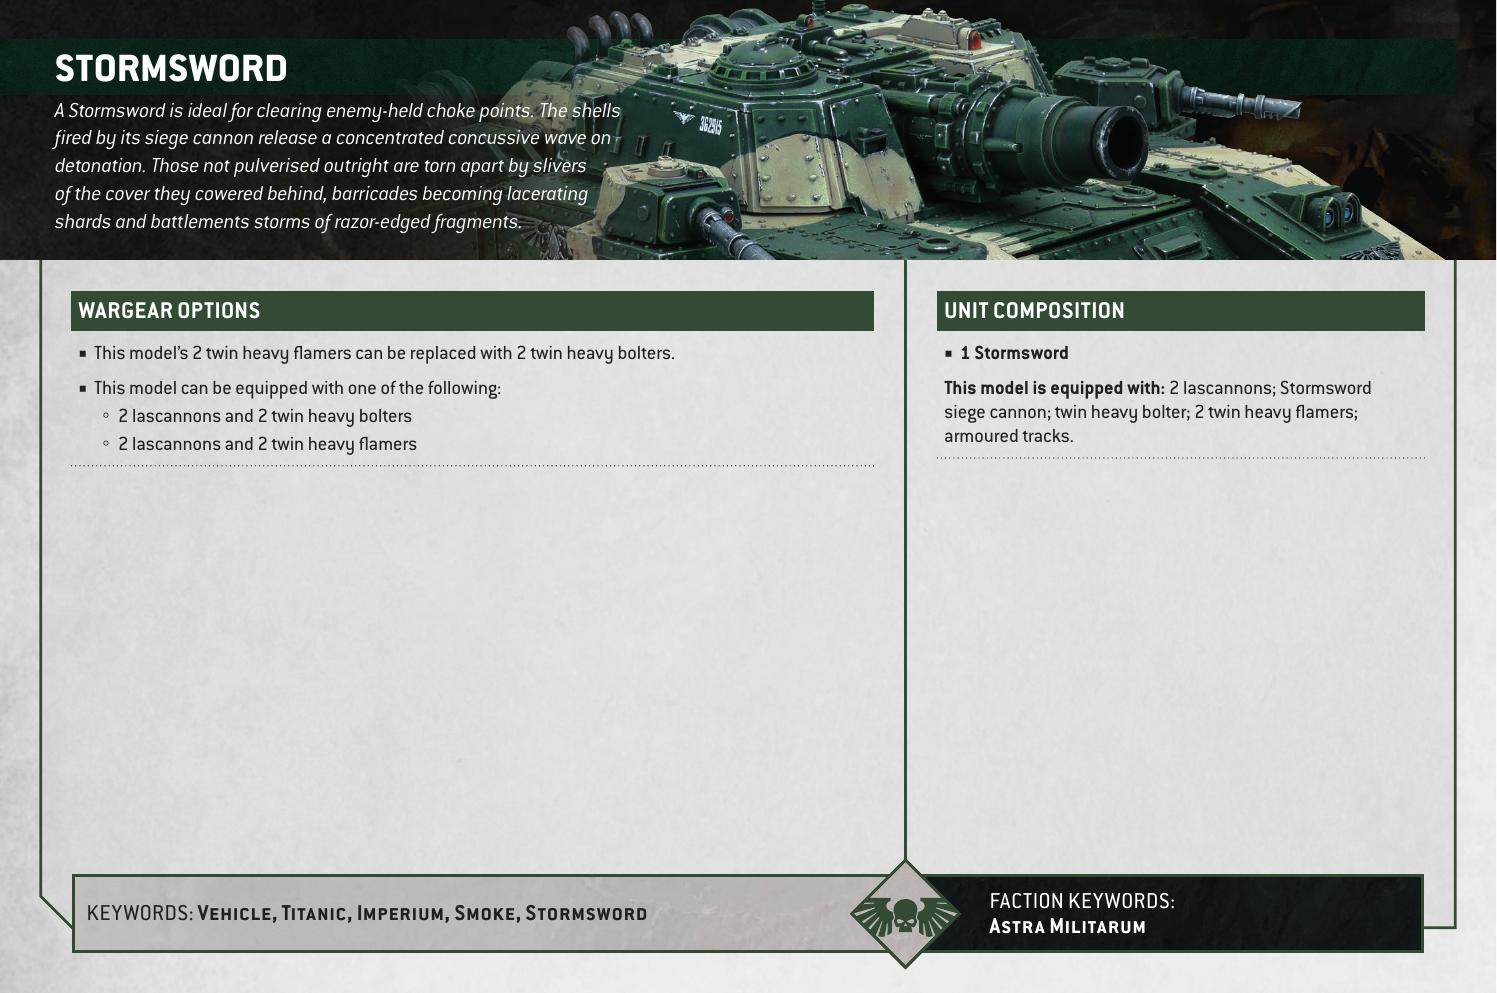 STORMSWORD
A Stormsword is ideal for clearing enemy-held choke points. The shells
fired by its siege cannon release a concentrated concussive wave on
detonation. Those not pulverised outright are torn apart by slivers
of the cover they cowered behind, barricades becoming lacerating
shards and battlements storms of razor-edged fragments.
362915
WARGEAR OPTIONS
▪ This model’s 2 twin heavy flamers can be replaced with 2 twin heavy bolters.
▪ This model can be equipped with one of the following:
◦ 2 lascannons and 2 twin heavy bolters
◦ 2 lascannons and 2 twin heavy flamers
UNIT COMPOSITION
▪ 1 Stormsword
This model is equipped with: 2 lascannons; Stormsword
siege cannon; twin heavy bolter; 2 twin heavy flamers;
armoured tracks.
KEYWORDS: Vehicle, Titanic, Imperium, Smoke, Stormsword
FACTION KEYWORDS:
Astra Militarum